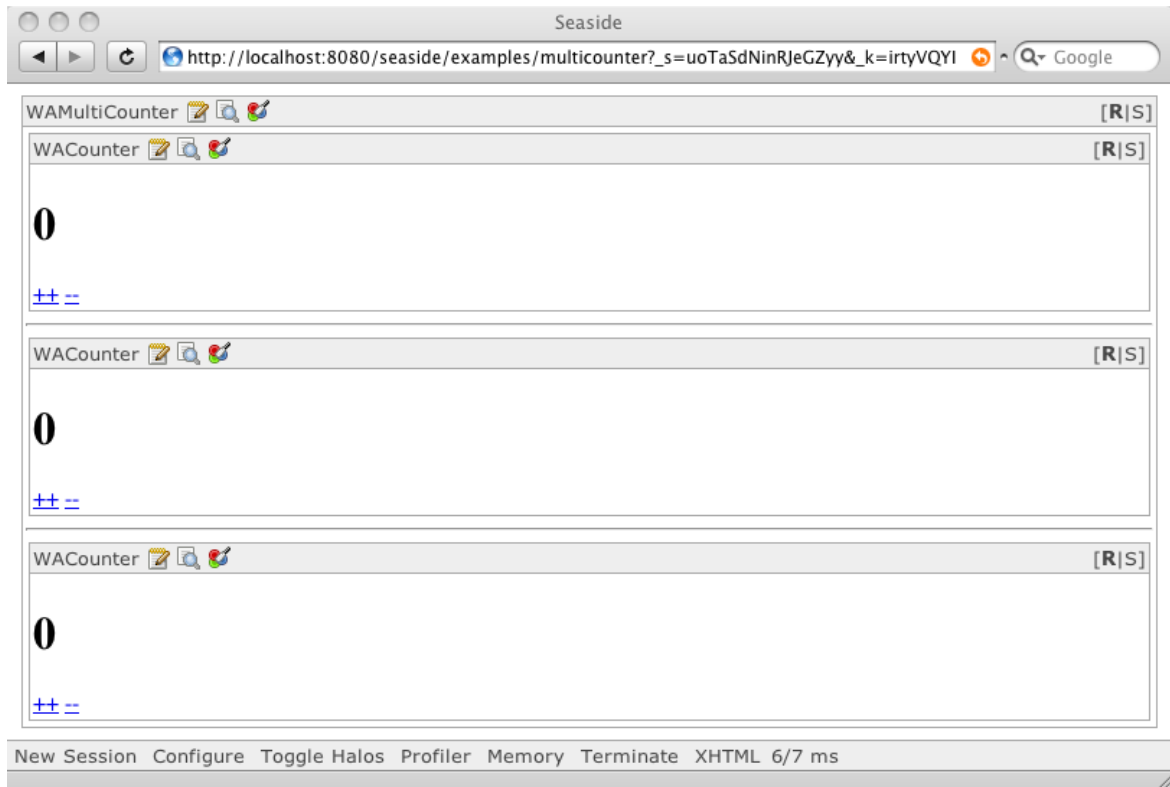 Seaside
http://localhost:8080/seaside/examples/multicounter?_s=uoTaSdNinRJeGZyy&_k=irtyVQYI
Google
WAMultiCounter [R|S]
WACounter [R|S]
0
++ --
WACounter [R|S]
0
++ --
WACounter [R|S]
0
++ --
New Session Configure Toggle Halos Profiler Memory Terminate XHTML 6/7 ms